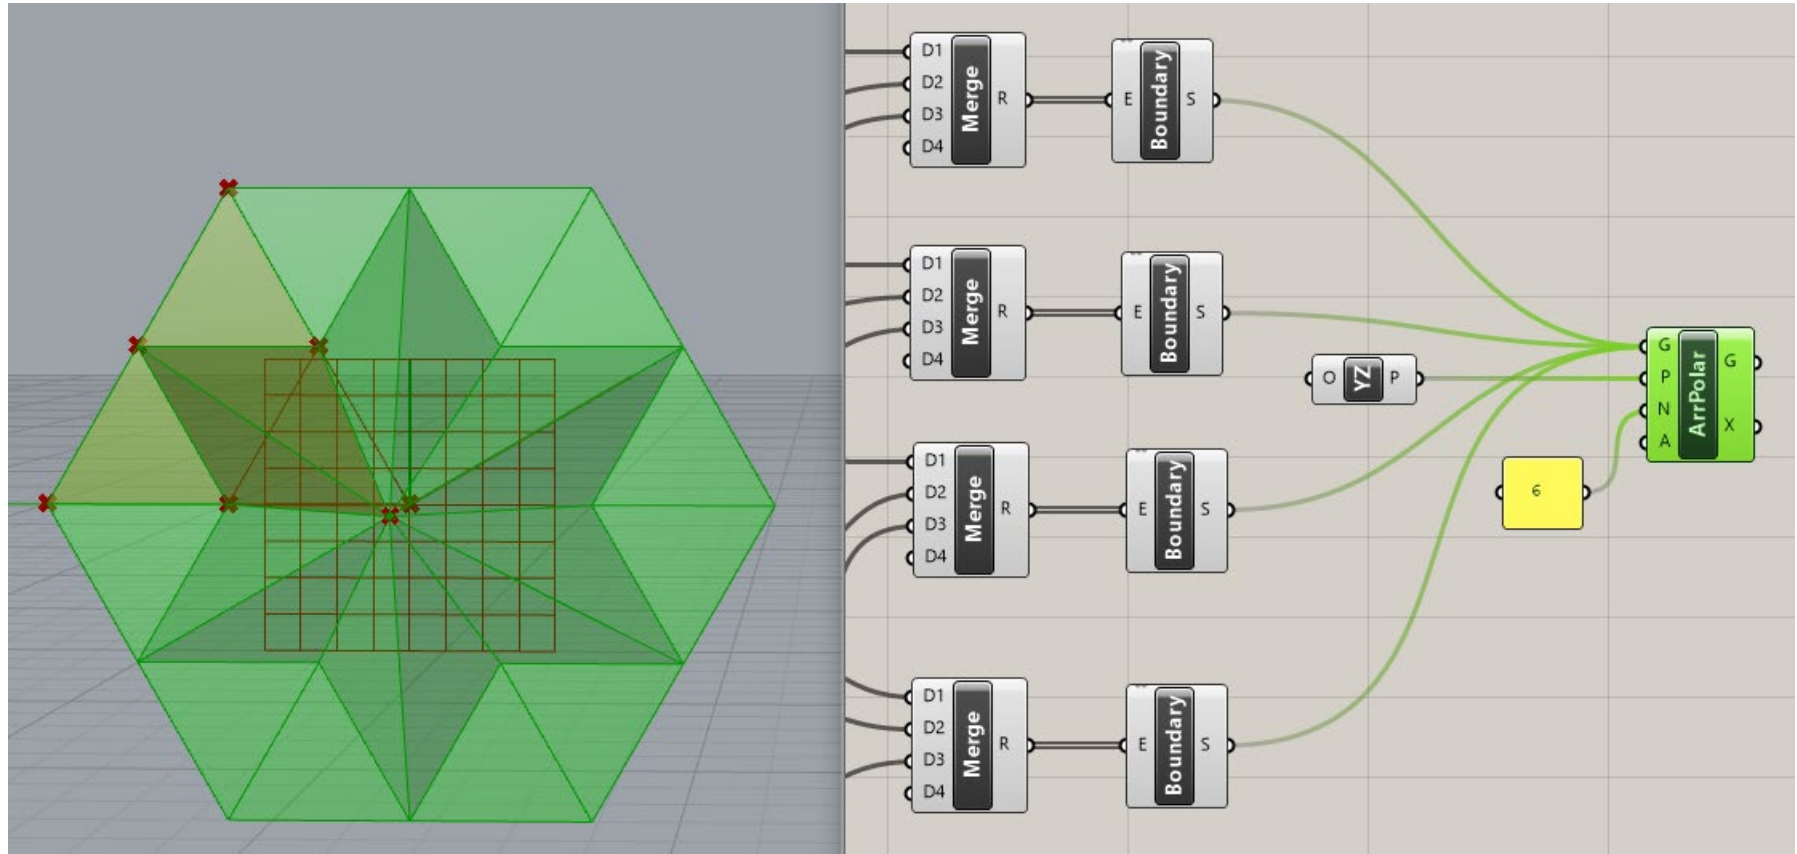 D1
D2
D3
D4
Merge
R
E
Boundary
S
D1
D2
D3
D4
Merge
R
E
Boundary
S
O
YZ
P
G
P
N
A
ArrPolar
G
X
6
D1
D2
D3
D4
Merge
R
E
Boundary
S
D1
D2
D3
D4
Merge
R
E
Boundary
S